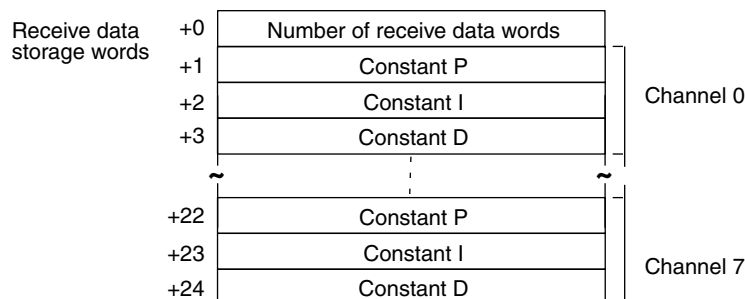 Receive data
storage words
+0 Number of receive data words
+1 Constant P
+2 Constant I
+3 Constant D
Channel 0
+22 Constant P
+23 Constant I
+24 Constant D
Channel 7